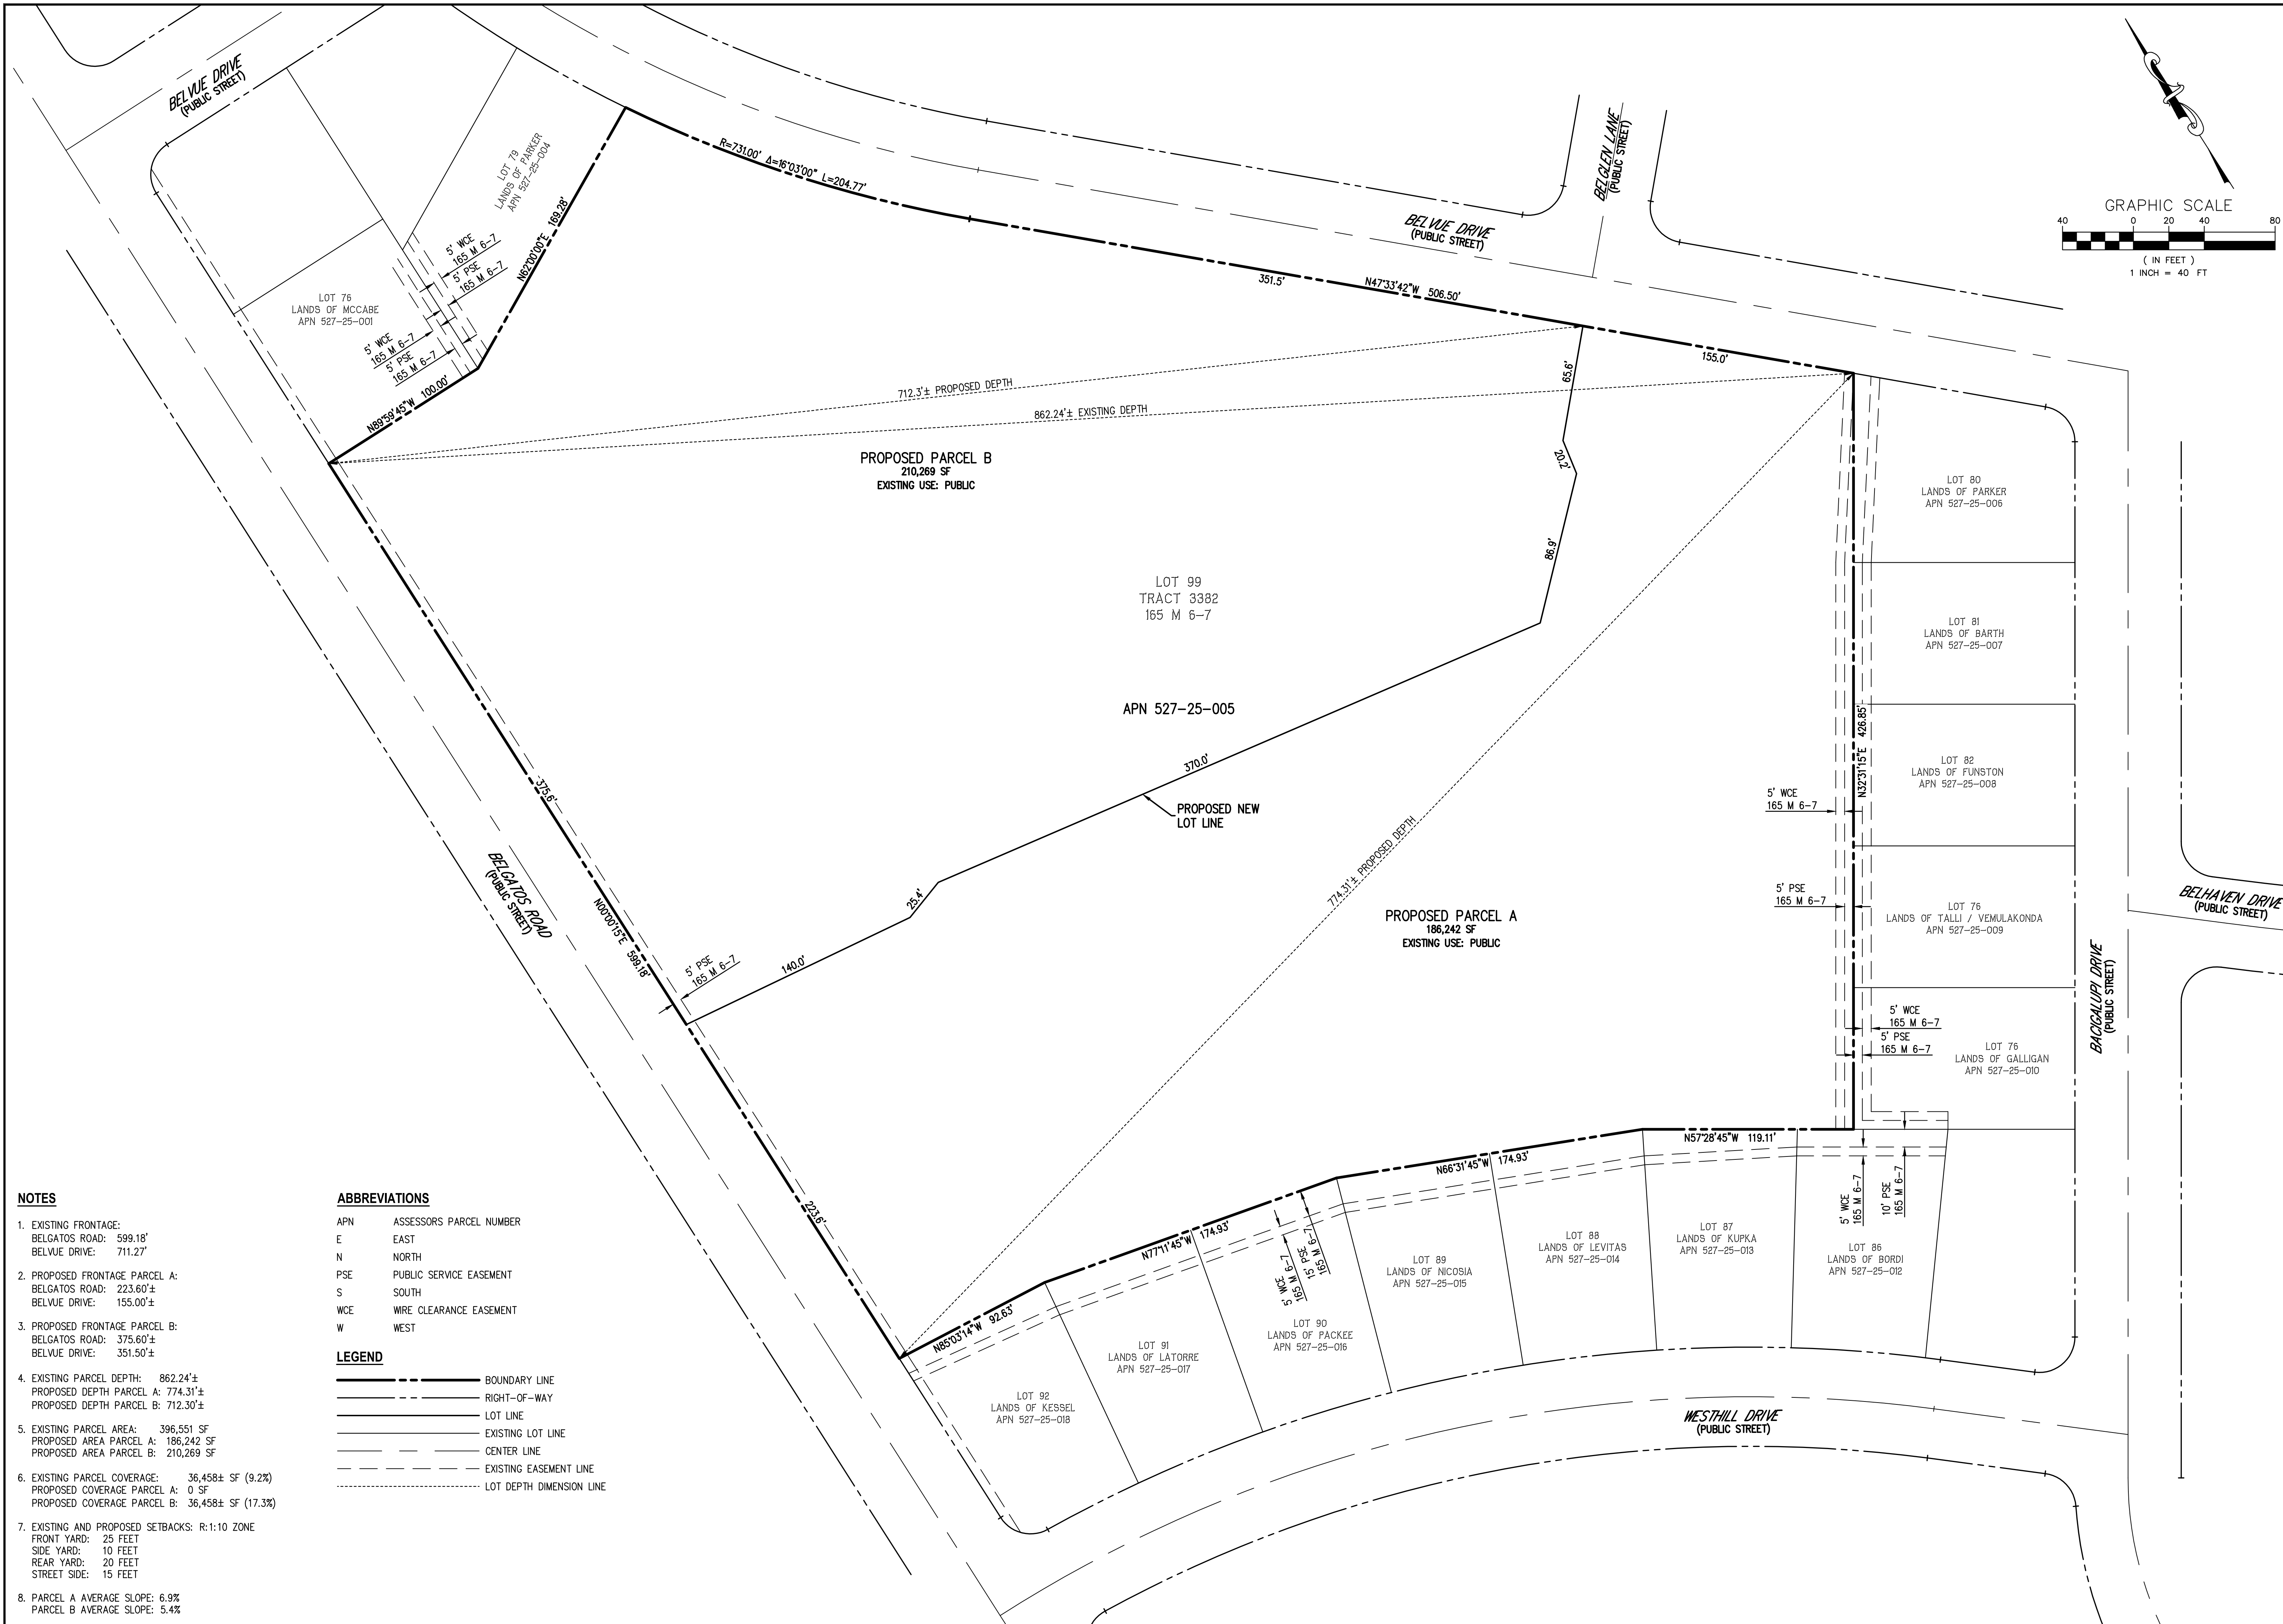 BELVUE DRIVE
(PUBLIC STREET)
LOT 79
LANDS OF PARKER
APN 527-25-004
5' WCE
165 M 6-7
5' PSE
165 M 6-7
N62°00'00"E 169.28'
R=731.00' Δ=16°03'00" L=204.77'
BELVUE DRIVE
(PUBLIC STREET)
BELGLEN LANE
(PUBLIC STREET)
GRAPHIC SCALE
40 0 20 40 80
( IN FEET )
1 INCH = 40 FT
LOT 76
LANDS OF MCCABE
APN 527-25-001
5' WCE
165 M 6-7
5' PSE
165 M 6-7
N89°59'45"W 100.00'
351.5'
N47°33'42"W 506.50'
155.0'
65.6'
20.2'
86.9'
712.3'± PROPOSED DEPTH
862.24'± EXISTING DEPTH
PROPOSED PARCEL B
210,269 SF
EXISTING USE: PUBLIC
LOT 99
TRACT 3382
165 M 6-7
APN 527-25-005
370.0'
PROPOSED NEW
LOT LINE
25.4'
140.0'
774.31'± PROPOSED DEPTH
PROPOSED PARCEL A
186,242 SF
EXISTING USE: PUBLIC
375.6'
BELGATOS ROAD
(PUBLIC STREET)
N00°00'15"E 599.18'
5' PSE
165 M 6-7
223.6'
LOT 80
LANDS OF PARKER
APN 527-25-006
LOT 81
LANDS OF BARTH
APN 527-25-007
N32°31'15"E 426.85'
LOT 82
LANDS OF FUNSTON
APN 527-25-008
5' WCE
165 M 6-7
5' PSE
165 M 6-7
LOT 76
LANDS OF TALLI / VEMULAKONDA
APN 527-25-009
BELHAVEN DRIVE
(PUBLIC STREET)
BACIGALUPI DRIVE
(PUBLIC STREET)
5' WCE
165 M 6-7
5' PSE
165 M 6-7
LOT 76
LANDS OF GALLIGAN
APN 527-25-010
N57°28'45"W 119.11'
N66°31'45"W 174.93'
N77°11'45"W 174.93'
N85°03'14"W 92.63'
5' WCE
165 M 6-7
15' PSE
165 M 6-7
5' WCE
165 M 6-7
10' PSE
165 M 6-7
LOT 86
LANDS OF BORDI
APN 527-25-012
LOT 87
LANDS OF KUPKA
APN 527-25-013
LOT 88
LANDS OF LEVITAS
APN 527-25-014
LOT 89
LANDS OF NICOSIA
APN 527-25-015
LOT 90
LANDS OF PACKEE
APN 527-25-016
LOT 91
LANDS OF LATORRE
APN 527-25-017
LOT 92
LANDS OF KESSEL
APN 527-25-018
WESTHILL DRIVE
(PUBLIC STREET)
NOTES
1. EXISTING FRONTAGE:
BELGATOS ROAD: 599.18'
BELVUE DRIVE: 711.27'
2. PROPOSED FRONTAGE PARCEL A:
BELGATOS ROAD: 223.60'±
BELVUE DRIVE: 155.00'±
3. PROPOSED FRONTAGE PARCEL B:
BELGATOS ROAD: 375.60'±
BELVUE DRIVE: 351.50'±
4. EXISTING PARCEL DEPTH: 862.24'±
PROPOSED DEPTH PARCEL A: 774.31'±
PROPOSED DEPTH PARCEL B: 712.30'±
5. EXISTING PARCEL AREA: 396,551 SF
PROPOSED AREA PARCEL A: 186,242 SF
PROPOSED AREA PARCEL B: 210,269 SF
6. EXISTING PARCEL COVERAGE: 36,458± SF (9.2%)
PROPOSED COVERAGE PARCEL A: 0 SF
PROPOSED COVERAGE PARCEL B: 36,458± SF (17.3%)
7. EXISTING AND PROPOSED SETBACKS: R:1:10 ZONE
FRONT YARD: 25 FEET
SIDE YARD: 10 FEET
REAR YARD: 20 FEET
STREET SIDE: 15 FEET
8. PARCEL A AVERAGE SLOPE: 6.9%
PARCEL B AVERAGE SLOPE: 5.4%
ABBREVIATIONS
APN ASSESSORS PARCEL NUMBER
E EAST
N NORTH
PSE PUBLIC SERVICE EASEMENT
S SOUTH
WCE WIRE CLEARANCE EASEMENT
W WEST
LEGEND
BOUNDARY LINE
RIGHT-OF-WAY
LOT LINE
EXISTING LOT LINE
CENTER LINE
EXISTING EASEMENT LINE
LOT DEPTH DIMENSION LINE